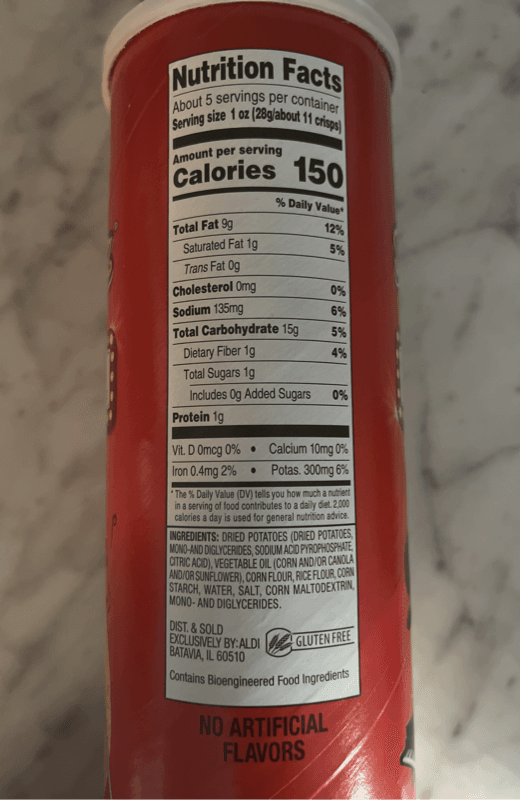 Nutrition Facts
About 5 servings per container
Serving size 1 oz (28g/about 11 crisps)
Amount per serving
Calories 150
% Daily Value*
Total Fat 9g 12%
Saturated Fat 1g 5%
Trans Fat 0g
Cholesterol 0mg 0%
Sodium 135mg 6%
Total Carbohydrate 15g 5%
Dietary Fiber 1g 4%
Total Sugars 1g
Includes 0g Added Sugars 0%
Protein 1g
Vit. D 0mcg 0% • Calcium 10mg 0%
Iron 0.4mg 2% • Potas. 300mg 6%
* The % Daily Value (DV) tells you how much a nutrient
in a serving of food contributes to a daily diet. 2,000
calories a day is used for general nutrition advice.
INGREDIENTS: DRIED POTATOES (DRIED POTATOES,
MONO-AND DIGLYCERIDES, SODIUM ACID PYROPHOSPHATE,
CITRIC ACID), VEGETABLE OIL (CORN AND/OR CANOLA
AND/OR SUNFLOWER), CORN FLOUR, RICE FLOUR, CORN
STARCH, WATER, SALT, CORN MALTODEXTRIN,
MONO- AND DIGLYCERIDES.
DIST. & SOLD
EXCLUSIVELY BY: ALDI
BATAVIA, IL 60510
GLUTEN FREE
Contains Bioengineered Food Ingredients
NO ARTIFICIAL
FLAVORS